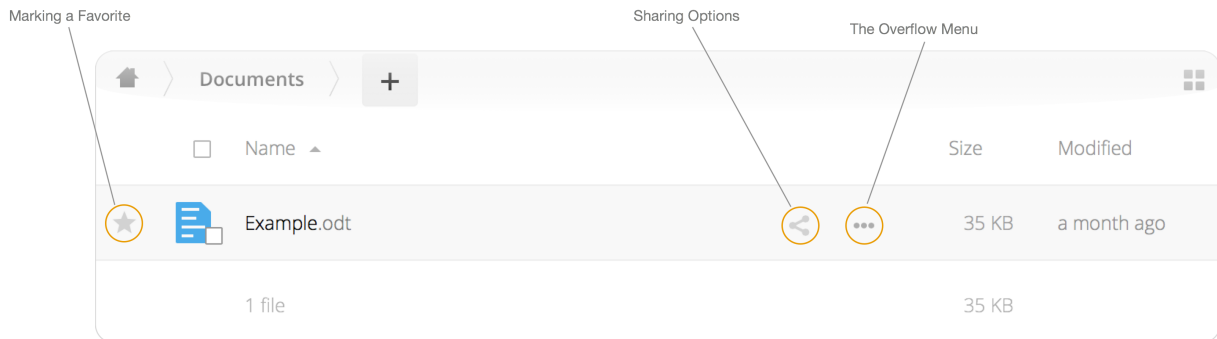 Marking a Favorite
Sharing Options
The Overflow Menu
Documents
+
Name Size Modified
Example.odt 35 KB a month ago
1 file 35 KB